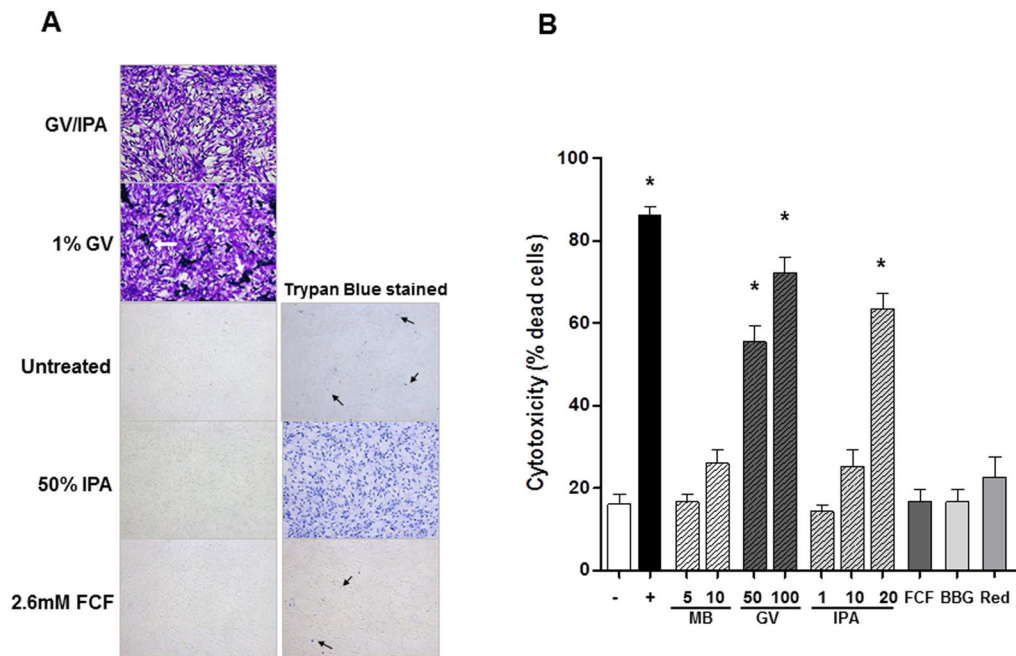 A
GV/IPA
1% GV
Trypan Blue stained
Untreated
50% IPA
2.6mM FCF
B
Cytotoxicity (% dead cells)
100
80
60
40
20
0
* * * *
- + 5 10 50 100 1 10 20 FCF BBG Red
MB GV IPA